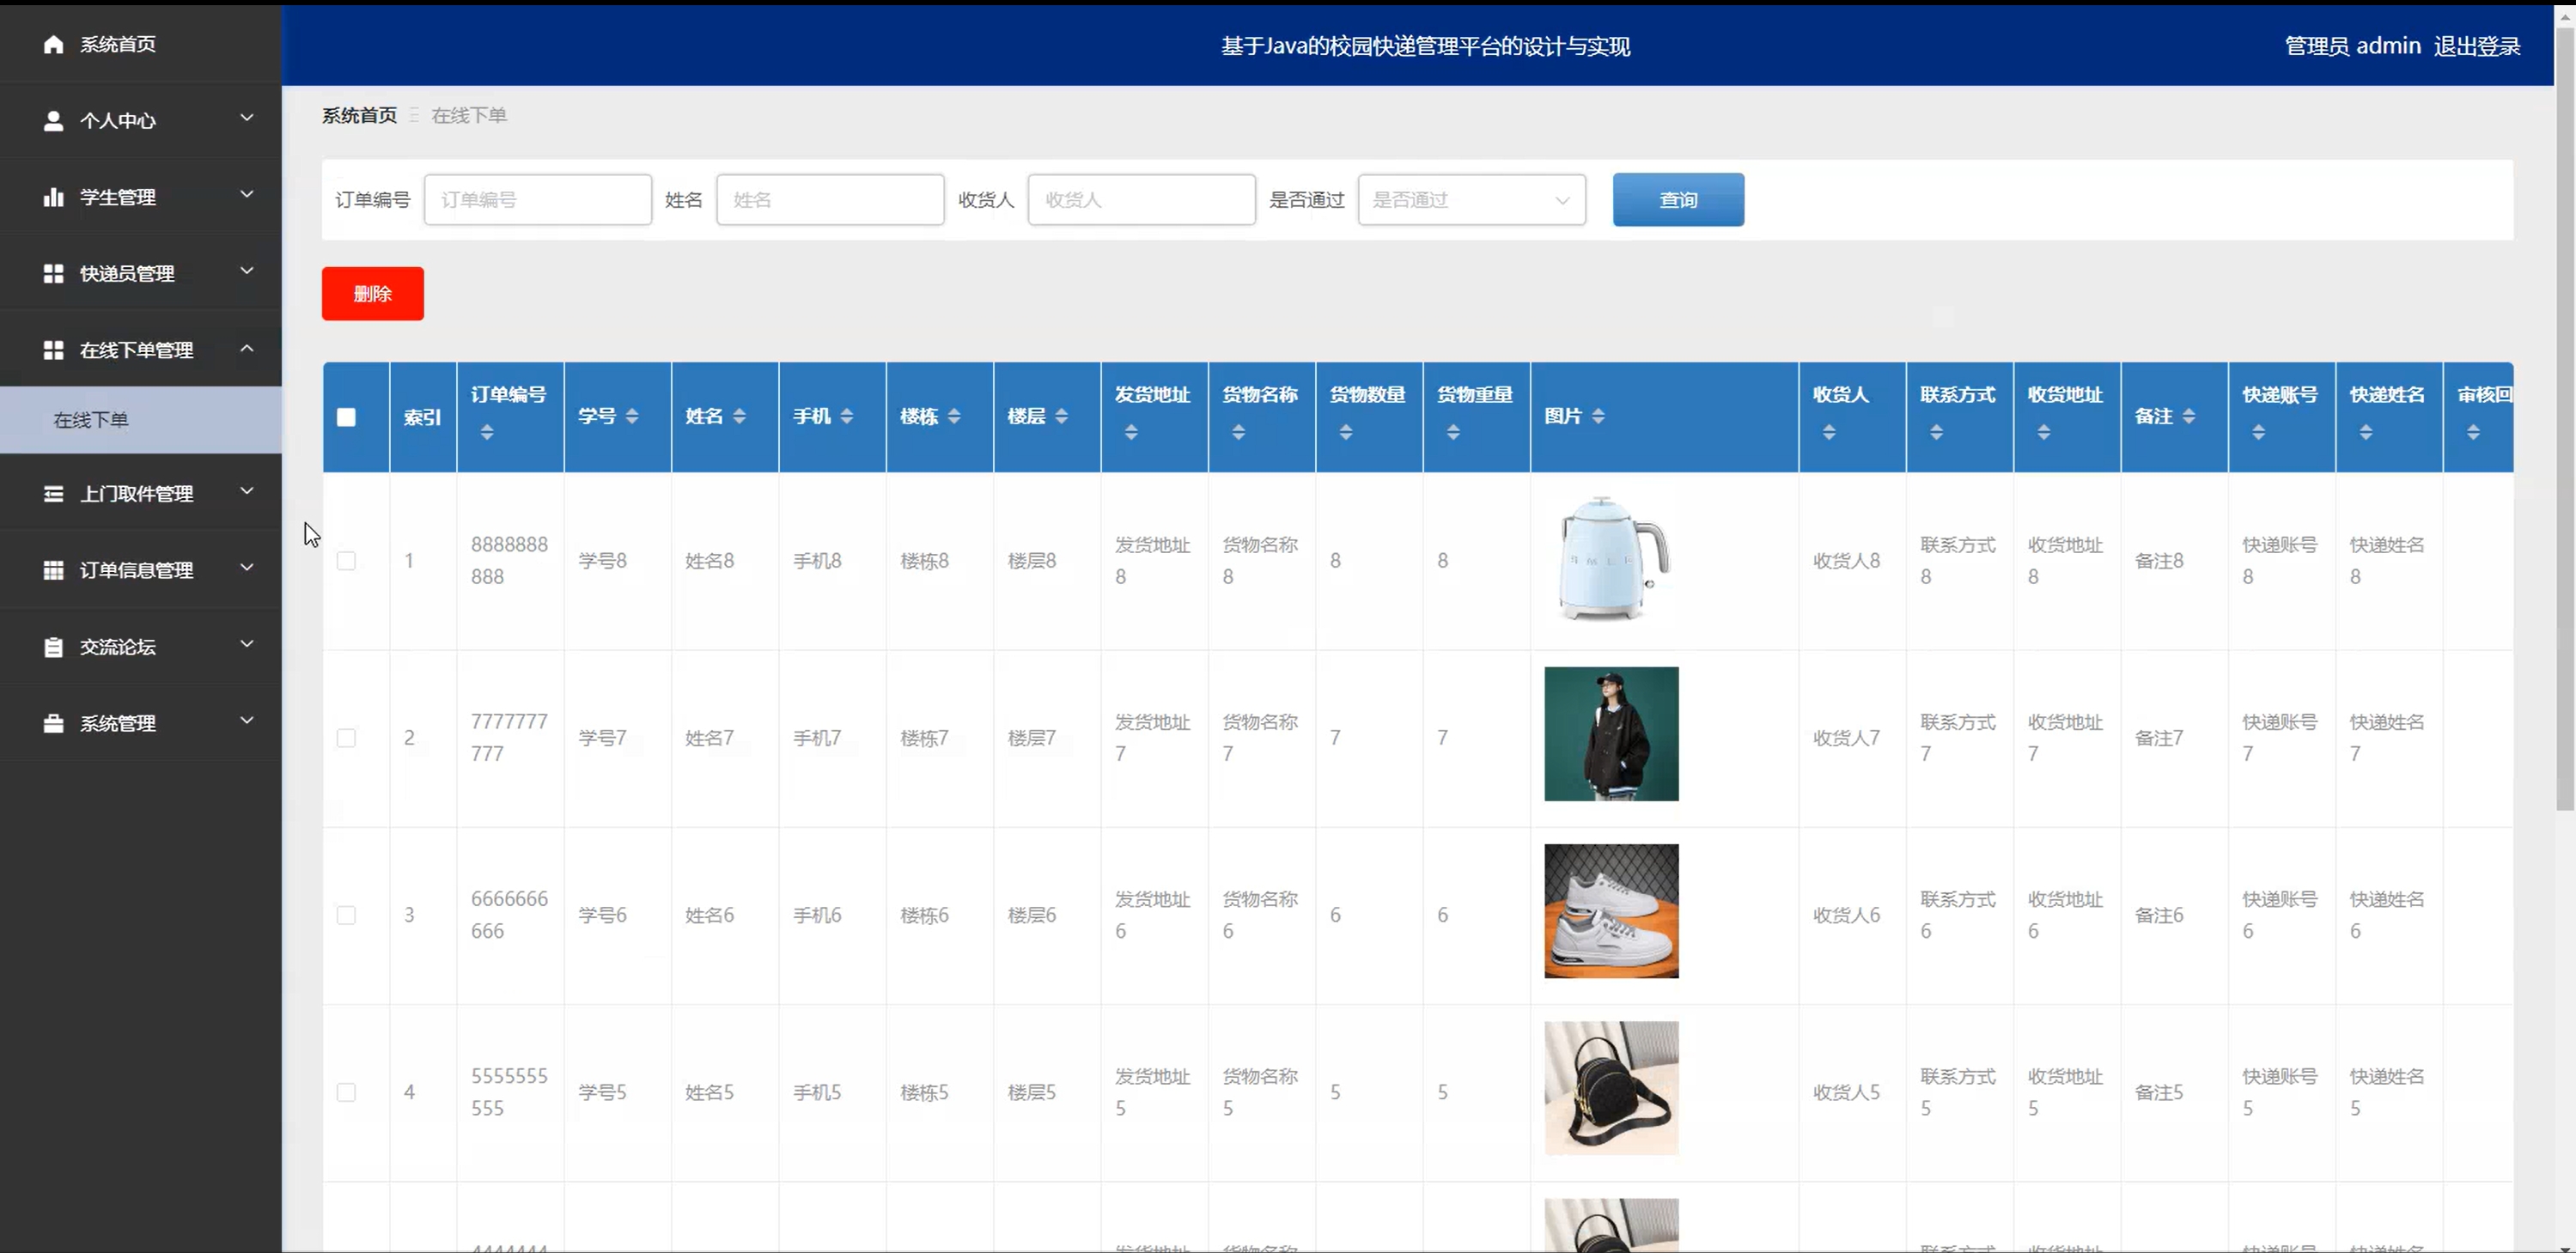 系统首页
个人中心
学生管理
快递员管理
在线下单管理
在线下单
上门取件管理
订单信息管理
交流论坛
系统管理
基于Java的校园快递管理平台的设计与实现
管理员 admin 退出登录
系统首页 在线下单
订单编号 订单编号 姓名 姓名 收货人 收货人 是否通过 是否通过 查询
删除
索引 订单编号 学号 姓名 手机 楼栋 楼层 发货地址 货物名称 货物数量 货物重量 图片 收货人 联系方式 收货地址 备注 快递账号 快递姓名 审核回
1 8888888888 学号8 姓名8 手机8 楼栋8 楼层8 发货地址8 货物名称8 8 8 收货人8 联系方式8 收货地址8 备注8 快递账号8 快递姓名8
2 7777777777 学号7 姓名7 手机7 楼栋7 楼层7 发货地址7 货物名称7 7 7 收货人7 联系方式7 收货地址7 备注7 快递账号7 快递姓名7
3 6666666666 学号6 姓名6 手机6 楼栋6 楼层6 发货地址6 货物名称6 6 6 收货人6 联系方式6 收货地址6 备注6 快递账号6 快递姓名6
4 5555555555 学号5 姓名5 手机5 楼栋5 楼层5 发货地址5 货物名称5 5 5 收货人5 联系方式5 收货地址5 备注5 快递账号5 快递姓名5